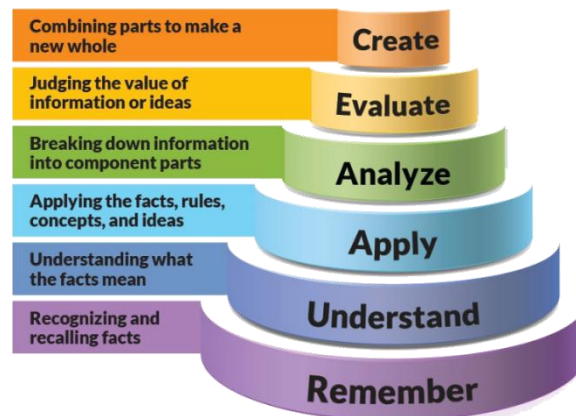 Combining parts to make a
new whole
Create
Judging the value of
information or ideas
Evaluate
Breaking down information
into component parts
Analyze
Applying the facts, rules,
concepts, and ideas
Apply
Understanding what
the facts mean
Understand
Recognizing and
recalling facts
Remember